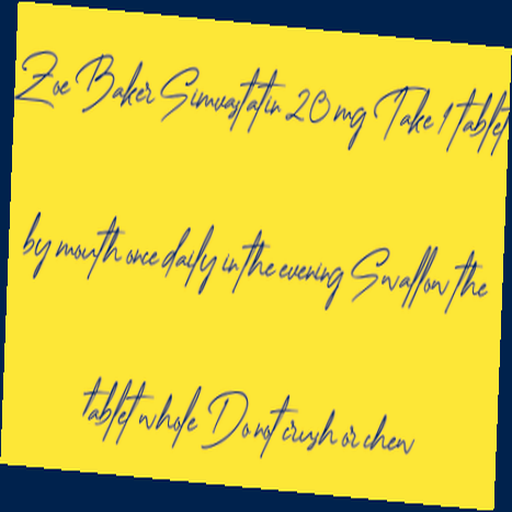 Zoe Baker Simvastatin 20 mg Take 1 tablet
by mouth once daily in the evening Swallow the
tablet whole Do not crush or chew